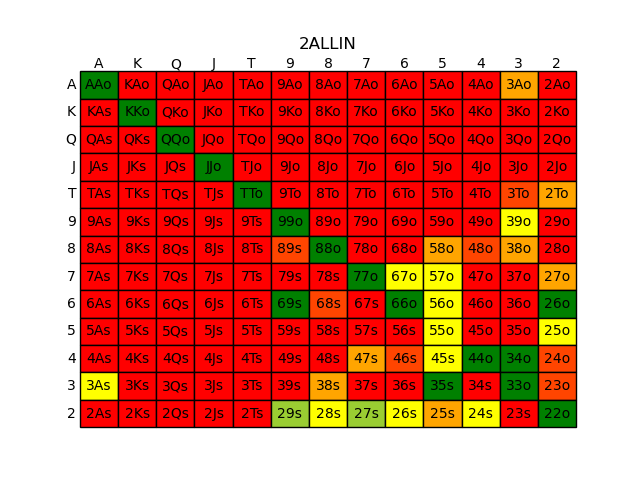 2ALLIN
A K Q J T 9 8 7 6 5 4 3 2
A AAo KAo QAo JAo TAo 9Ao 8Ao 7Ao 6Ao 5Ao 4Ao 3Ao 2Ao
K KAs KKo QKo JKo TKo 9Ko 8Ko 7Ko 6Ko 5Ko 4Ko 3Ko 2Ko
Q QAs QKs QQo JQo TQo 9Qo 8Qo 7Qo 6Qo 5Qo 4Qo 3Qo 2Qo
J JAs JKs JQs JJo TJo 9Jo 8Jo 7Jo 6Jo 5Jo 4Jo 3Jo 2Jo
T TAs TKs TQs TJs TTo 9To 8To 7To 6To 5To 4To 3To 2To
9 9As 9Ks 9Qs 9Js 9Ts 99o 89o 79o 69o 59o 49o 39o 29o
8 8As 8Ks 8Qs 8Js 8Ts 89s 88o 78o 68o 58o 48o 38o 28o
7 7As 7Ks 7Qs 7Js 7Ts 79s 78s 77o 67o 57o 47o 37o 27o
6 6As 6Ks 6Qs 6Js 6Ts 69s 68s 67s 66o 56o 46o 36o 26o
5 5As 5Ks 5Qs 5Js 5Ts 59s 58s 57s 56s 55o 45o 35o 25o
4 4As 4Ks 4Qs 4Js 4Ts 49s 48s 47s 46s 45s 44o 34o 24o
3 3As 3Ks 3Qs 3Js 3Ts 39s 38s 37s 36s 35s 34s 33o 23o
2 2As 2Ks 2Qs 2Js 2Ts 29s 28s 27s 26s 25s 24s 23s 22o